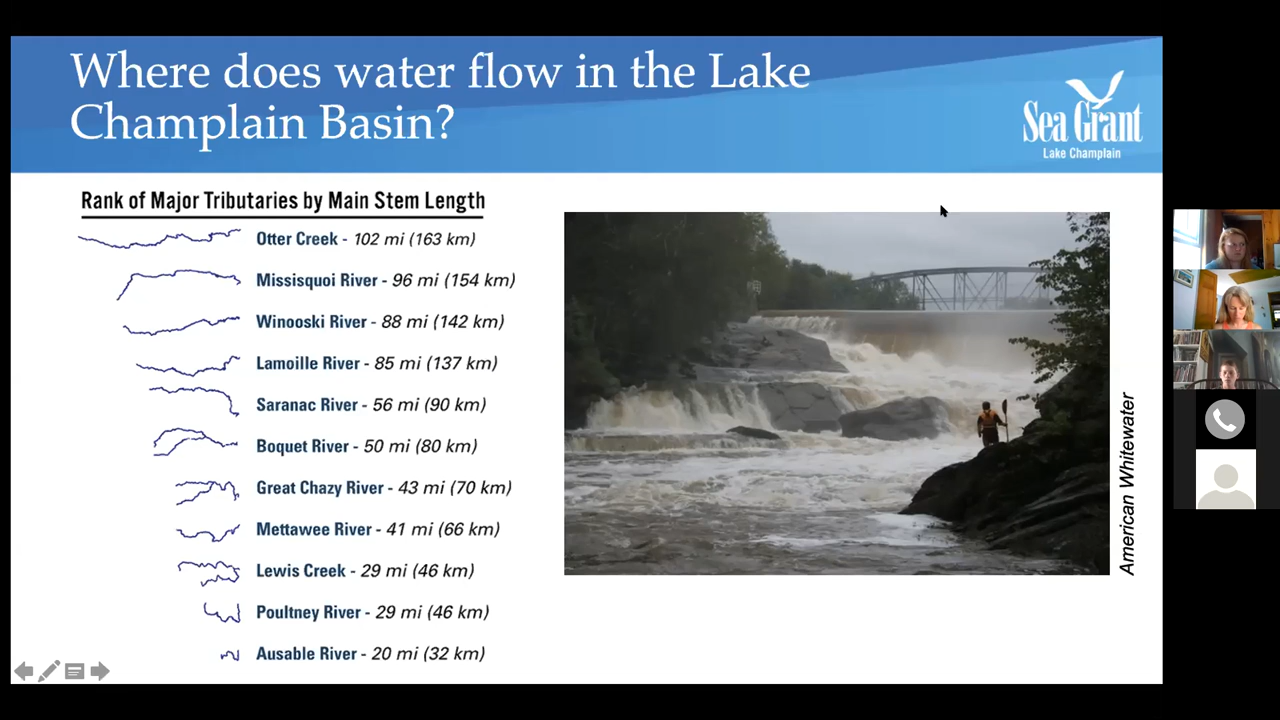 Where does water flow in the Lake
Champlain Basin?
Sea Grant
Lake Champlain
Rank of Major Tributaries by Main Stem Length
Otter Creek - 102 mi (163 km)
Missisquoi River - 96 mi (154 km)
Winooski River - 88 mi (142 km)
Lamoille River - 85 mi (137 km)
Saranac River - 56 mi (90 km)
Boquet River - 50 mi (80 km)
Great Chazy River - 43 mi (70 km)
Mettawee River - 41 mi (66 km)
Lewis Creek - 29 mi (46 km)
Poultney River - 29 mi (46 km)
Ausable River - 20 mi (32 km)
American Whitewater